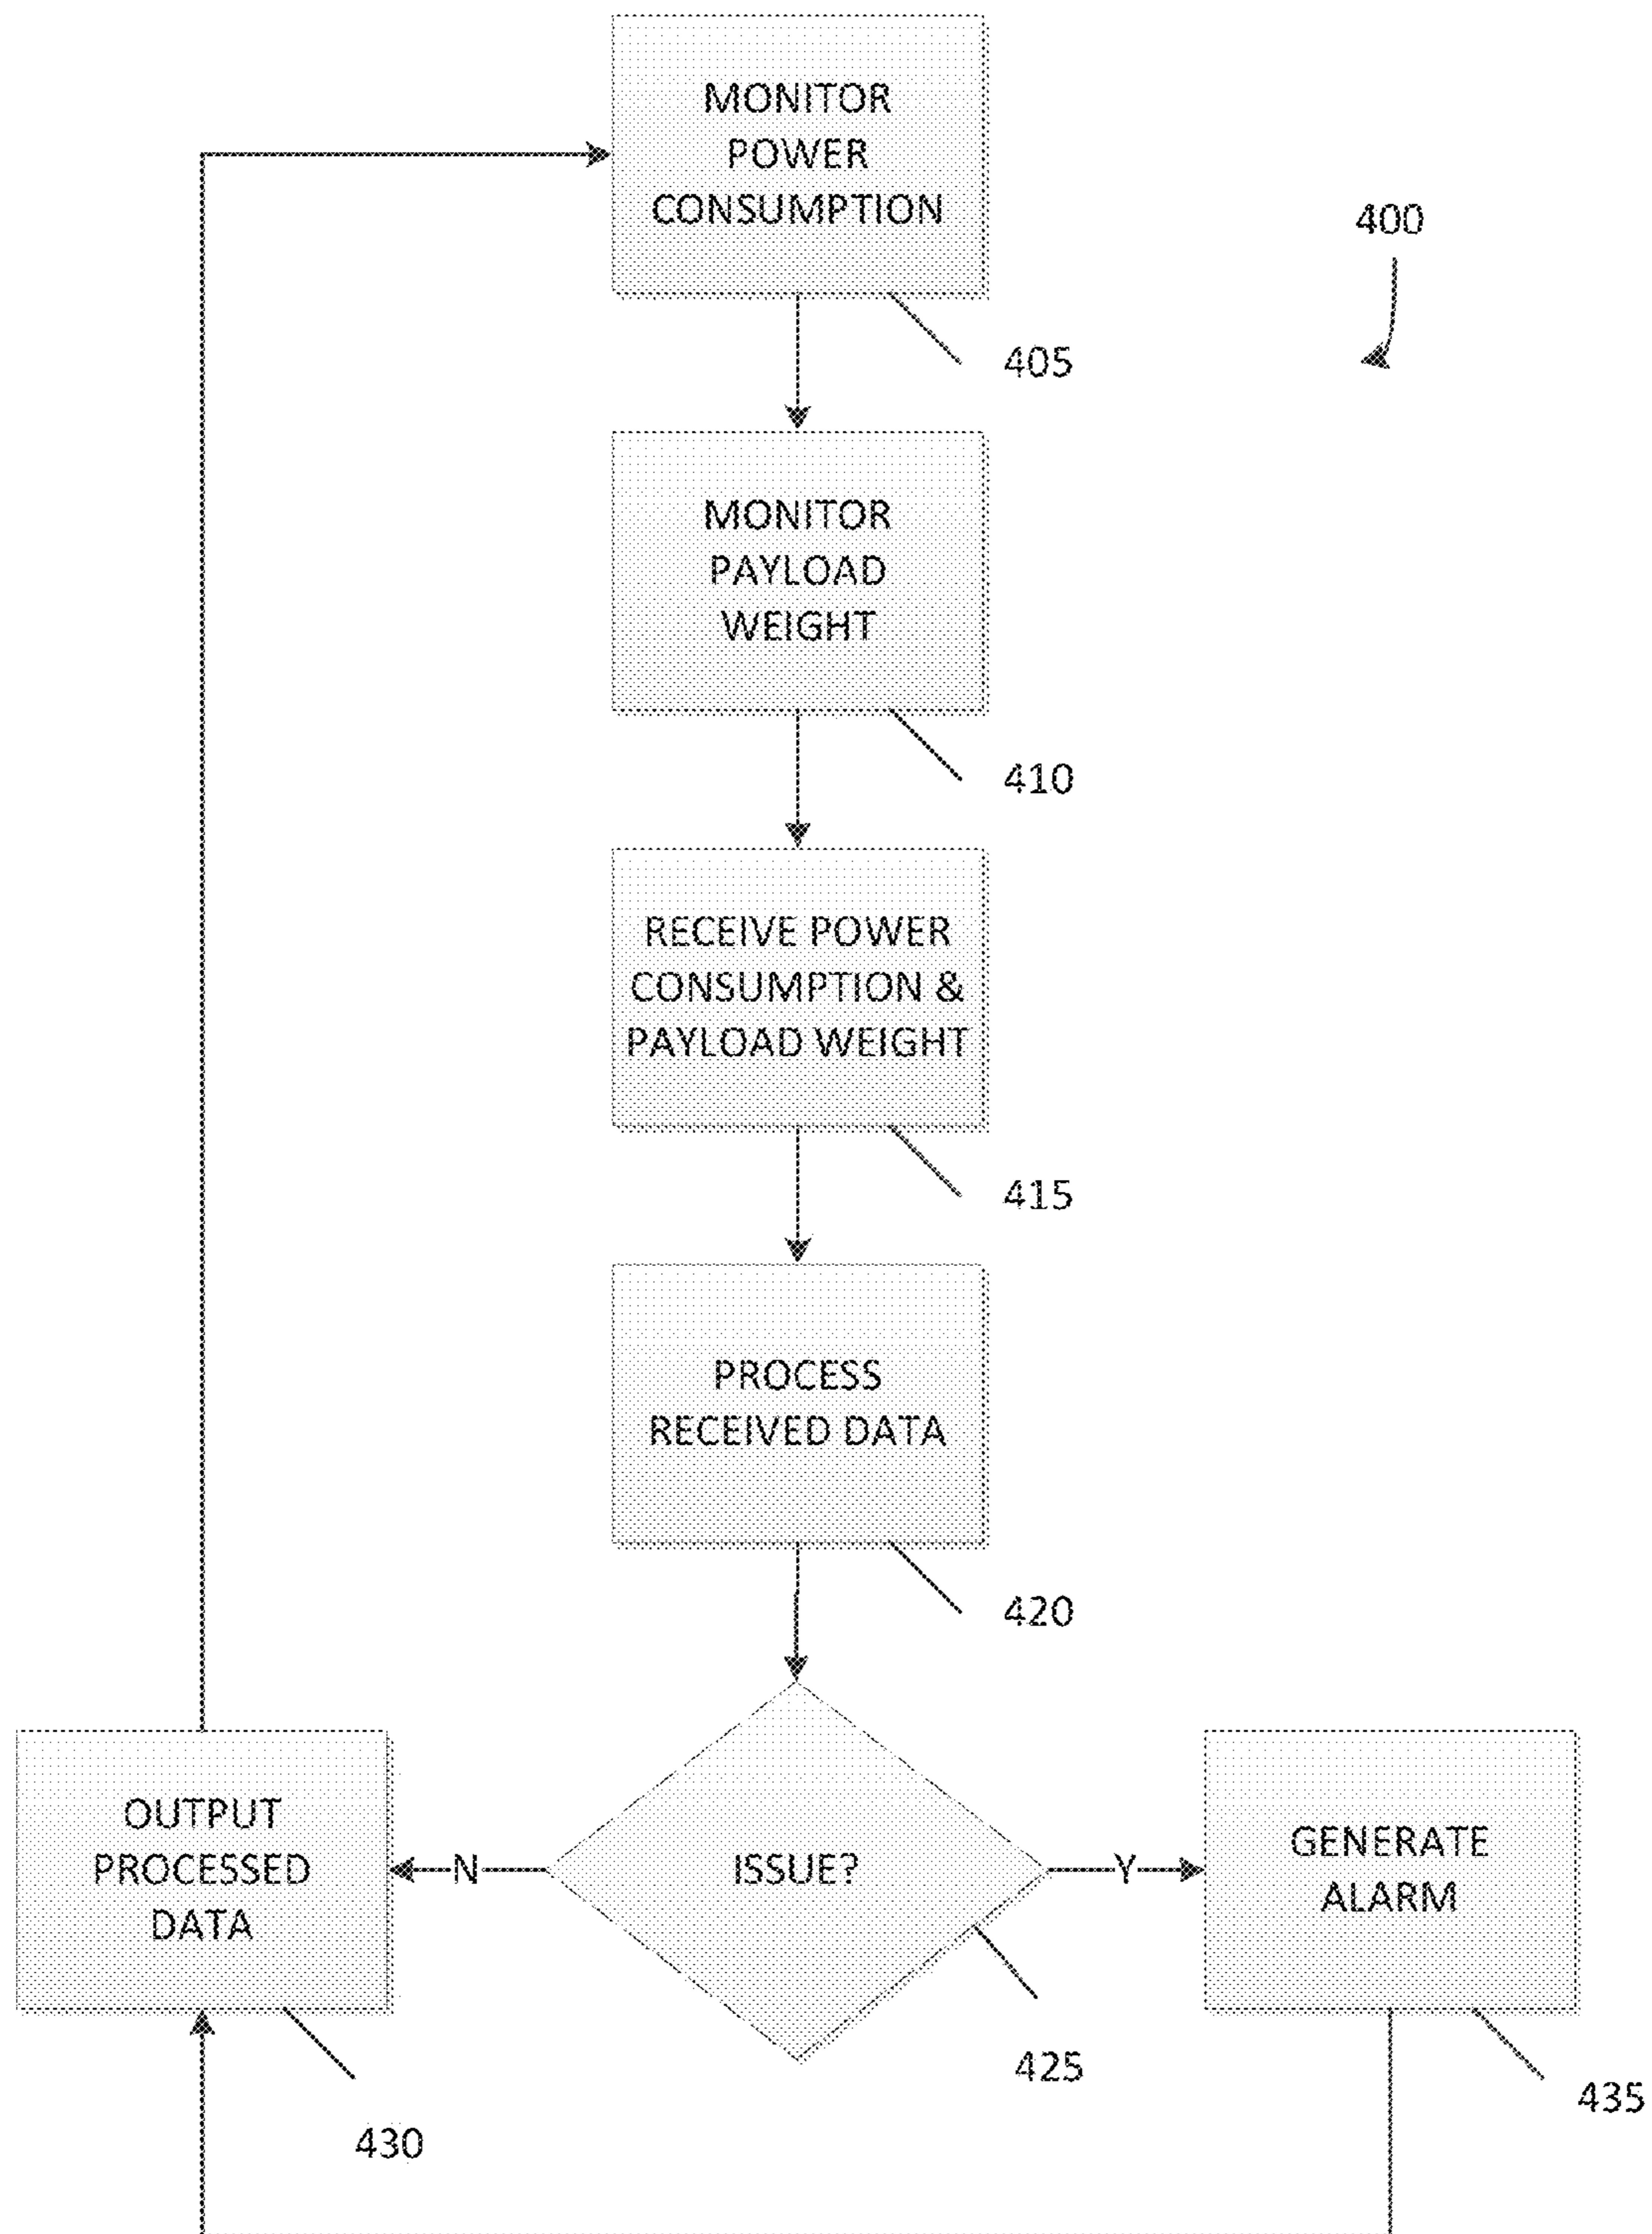 MONITOR
POWER
CONSUMPTION
400
405
MONITOR
PAYLOAD
WEIGHT
410
RECEIVE POWER
CONSUMPTION &
PAYLOAD WEIGHT
415
PROCESS
RECEIVED DATA
420
OUTPUT
PROCESSED
DATA
N
ISSUE?
Y
GENERATE
ALARM
425
435
430